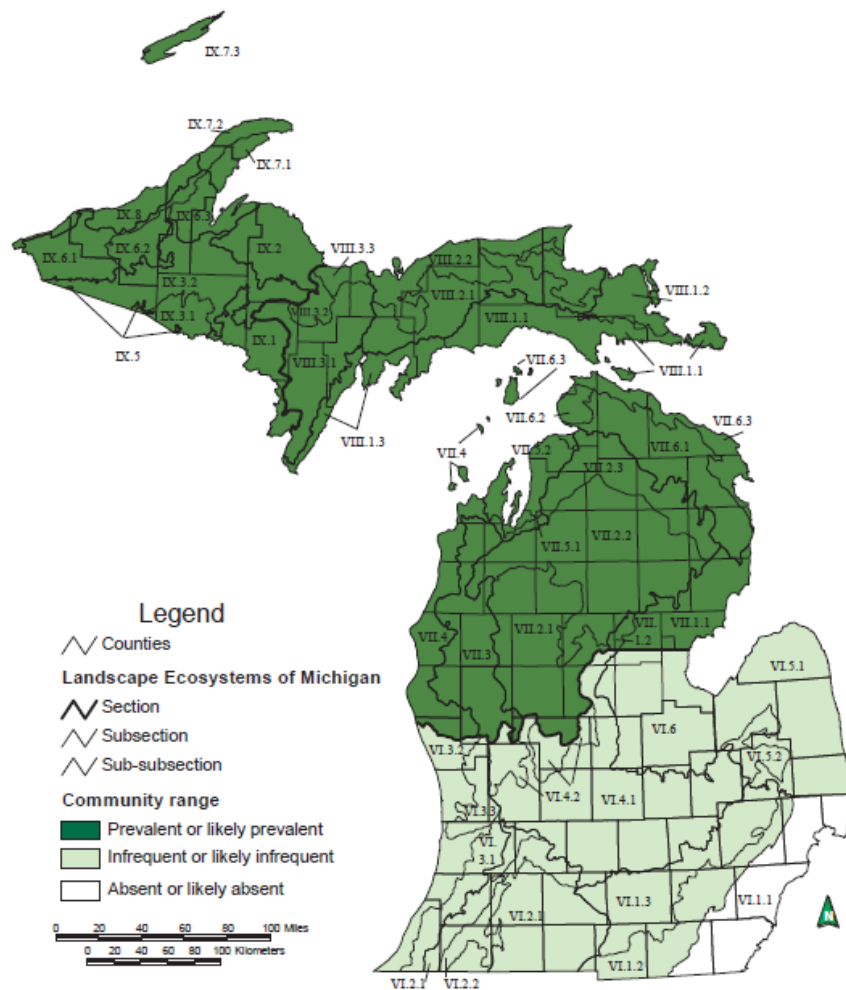 IX.7.3
IX.7.2
IX.7.1
IX.8
IX.6.3
IX.6.1
IX.6.2
IX.2
VIII.3.3
VIII.2.2
IX.3.2
VIII.2.1
VIII.1.2
IX.3.1
VIII.3.2
VIII.1.1
IX.5
IX.1
VIII.3.1
VII.6.3
VIII.1.1
VII.6.2
VII.6.3
VIII.1.3
VII.4
VII.5.2
VII.6.1
VII.2.3
VII.5.1
VII.2.2
VII.4
VII.3
VII.2.1
VII.
1.2
VII.1.1
VI.5.1
VI.3.2
VI.6
VI.5.2
VI.4.2
VI.4.1
VI.3.3
VI.
3.1
VI.2.1
VI.1.3
VI.1.1
VI.1.2
VI.2.1
VI.2.2
Legend
Counties
Landscape Ecosystems of Michigan
Section
Subsection
Sub-subsection
Community range
Prevalent or likely prevalent
Infrequent or likely infrequent
Absent or likely absent
0 20 40 60 80 100 Miles
0 20 40 60 80 100 Kilometers
N